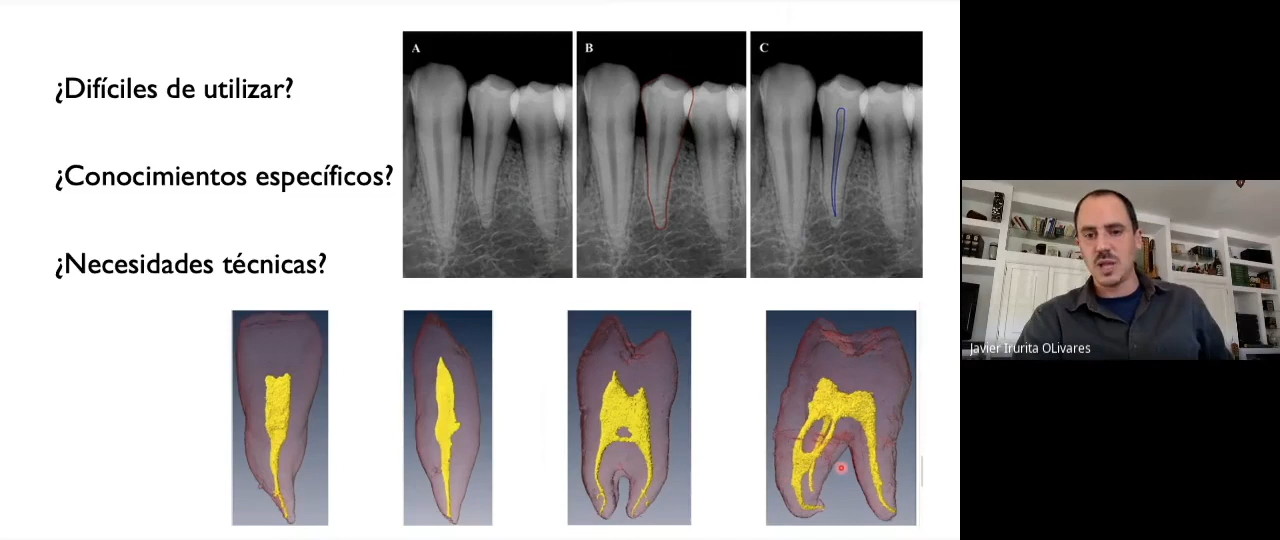 ¿Difíciles de utilizar?
¿Conocimientos específicos?
¿Necesidades técnicas?
A
B
C
Javier Irurita OLivares